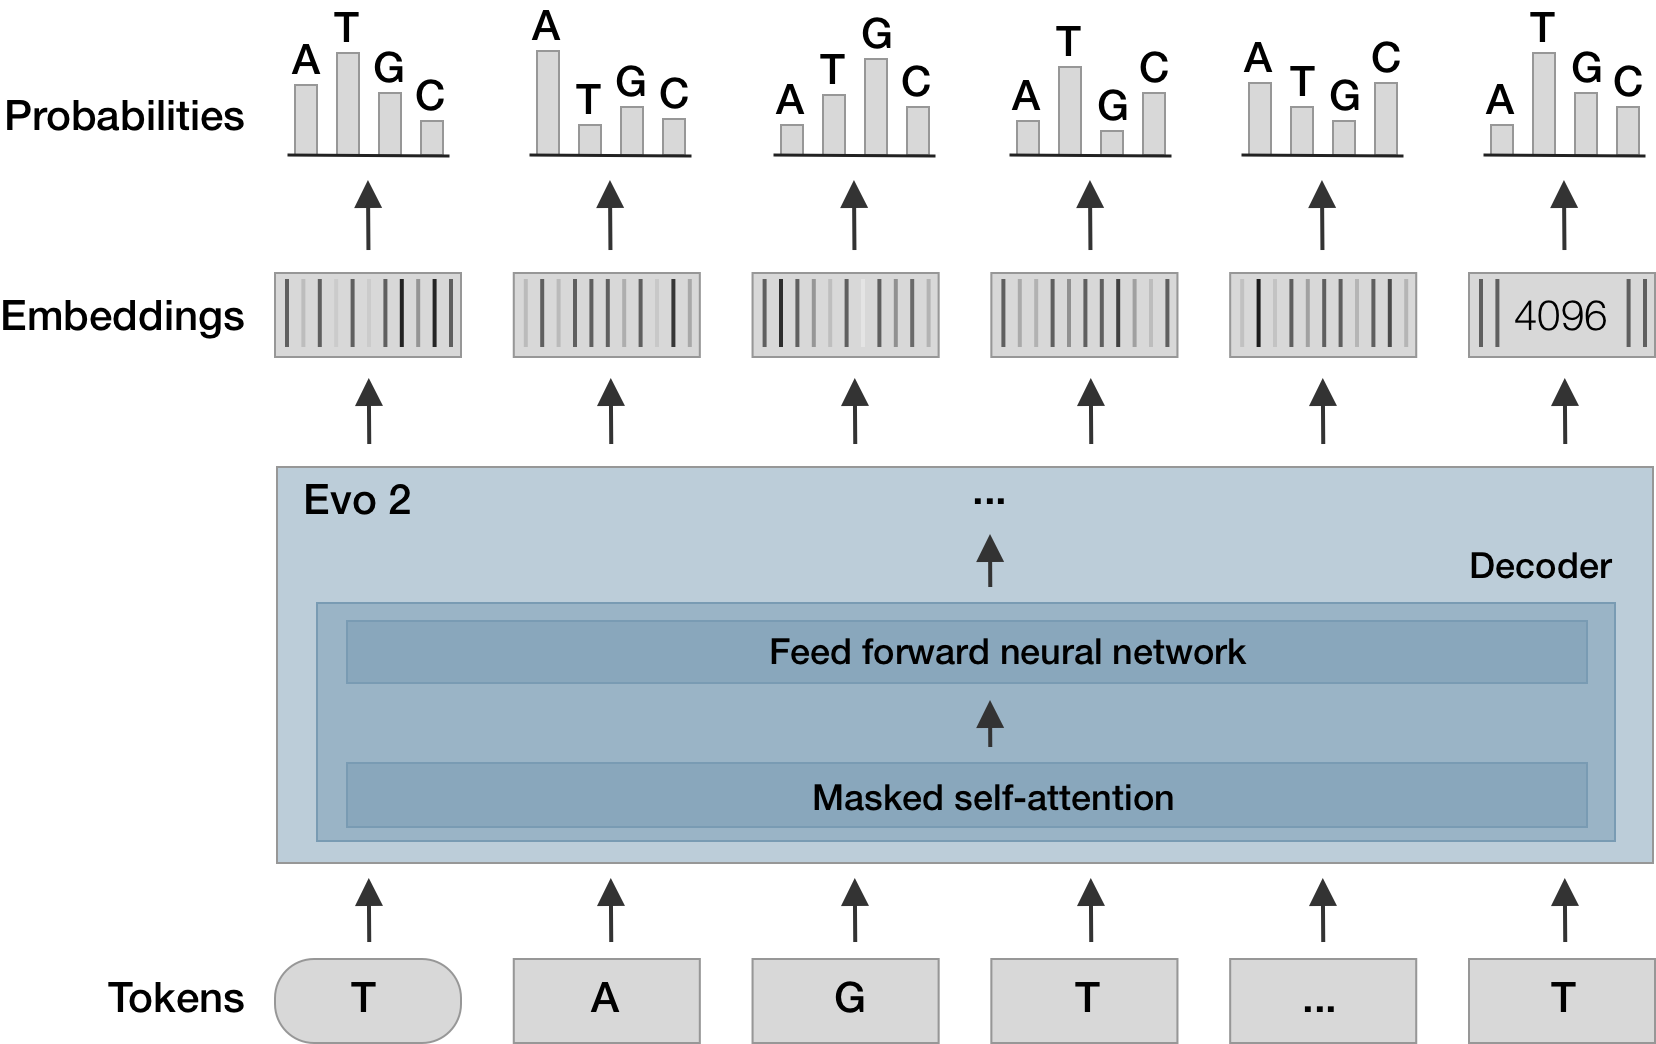 A T G C A T G C A T G C A T G C A T G C A T G C
Probabilities
Embeddings 4096
Evo 2 ...
Decoder
Feed forward neural network
Masked self-attention
Tokens T A G T ... T